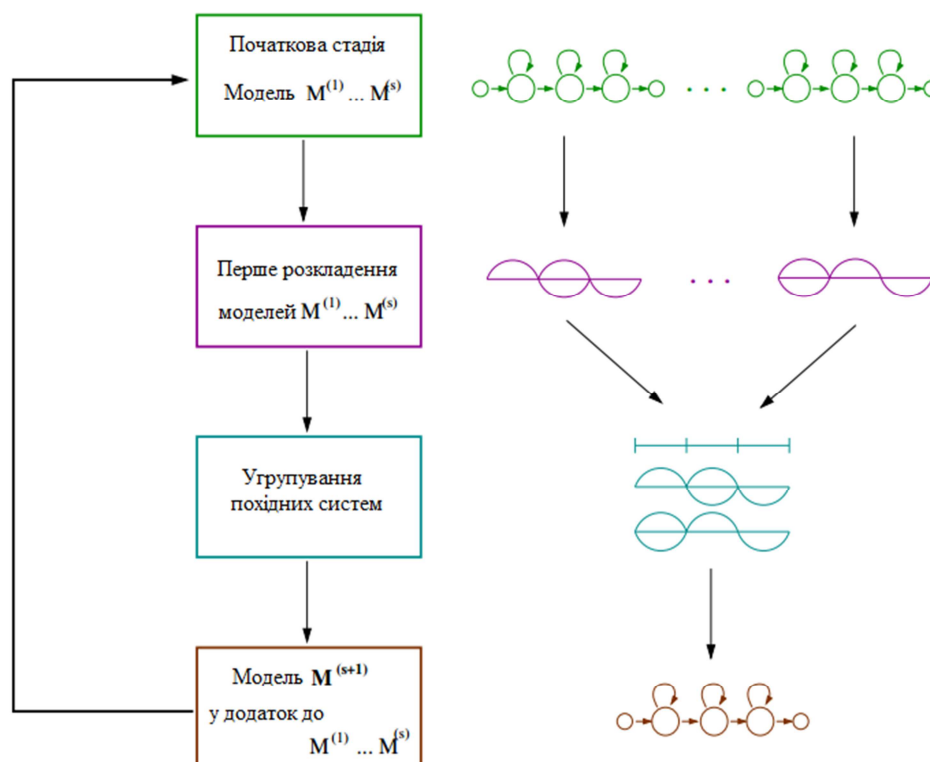 Початкова стадія
Модель M⁽¹⁾ ... M⁽ˢ⁾
Перше розкладення
моделей M⁽¹⁾ ... M⁽ˢ⁾
Угрупування
похідних систем
Модель M⁽ˢ⁺¹⁾
у додаток до
M⁽¹⁾ ... M⁽ˢ⁾